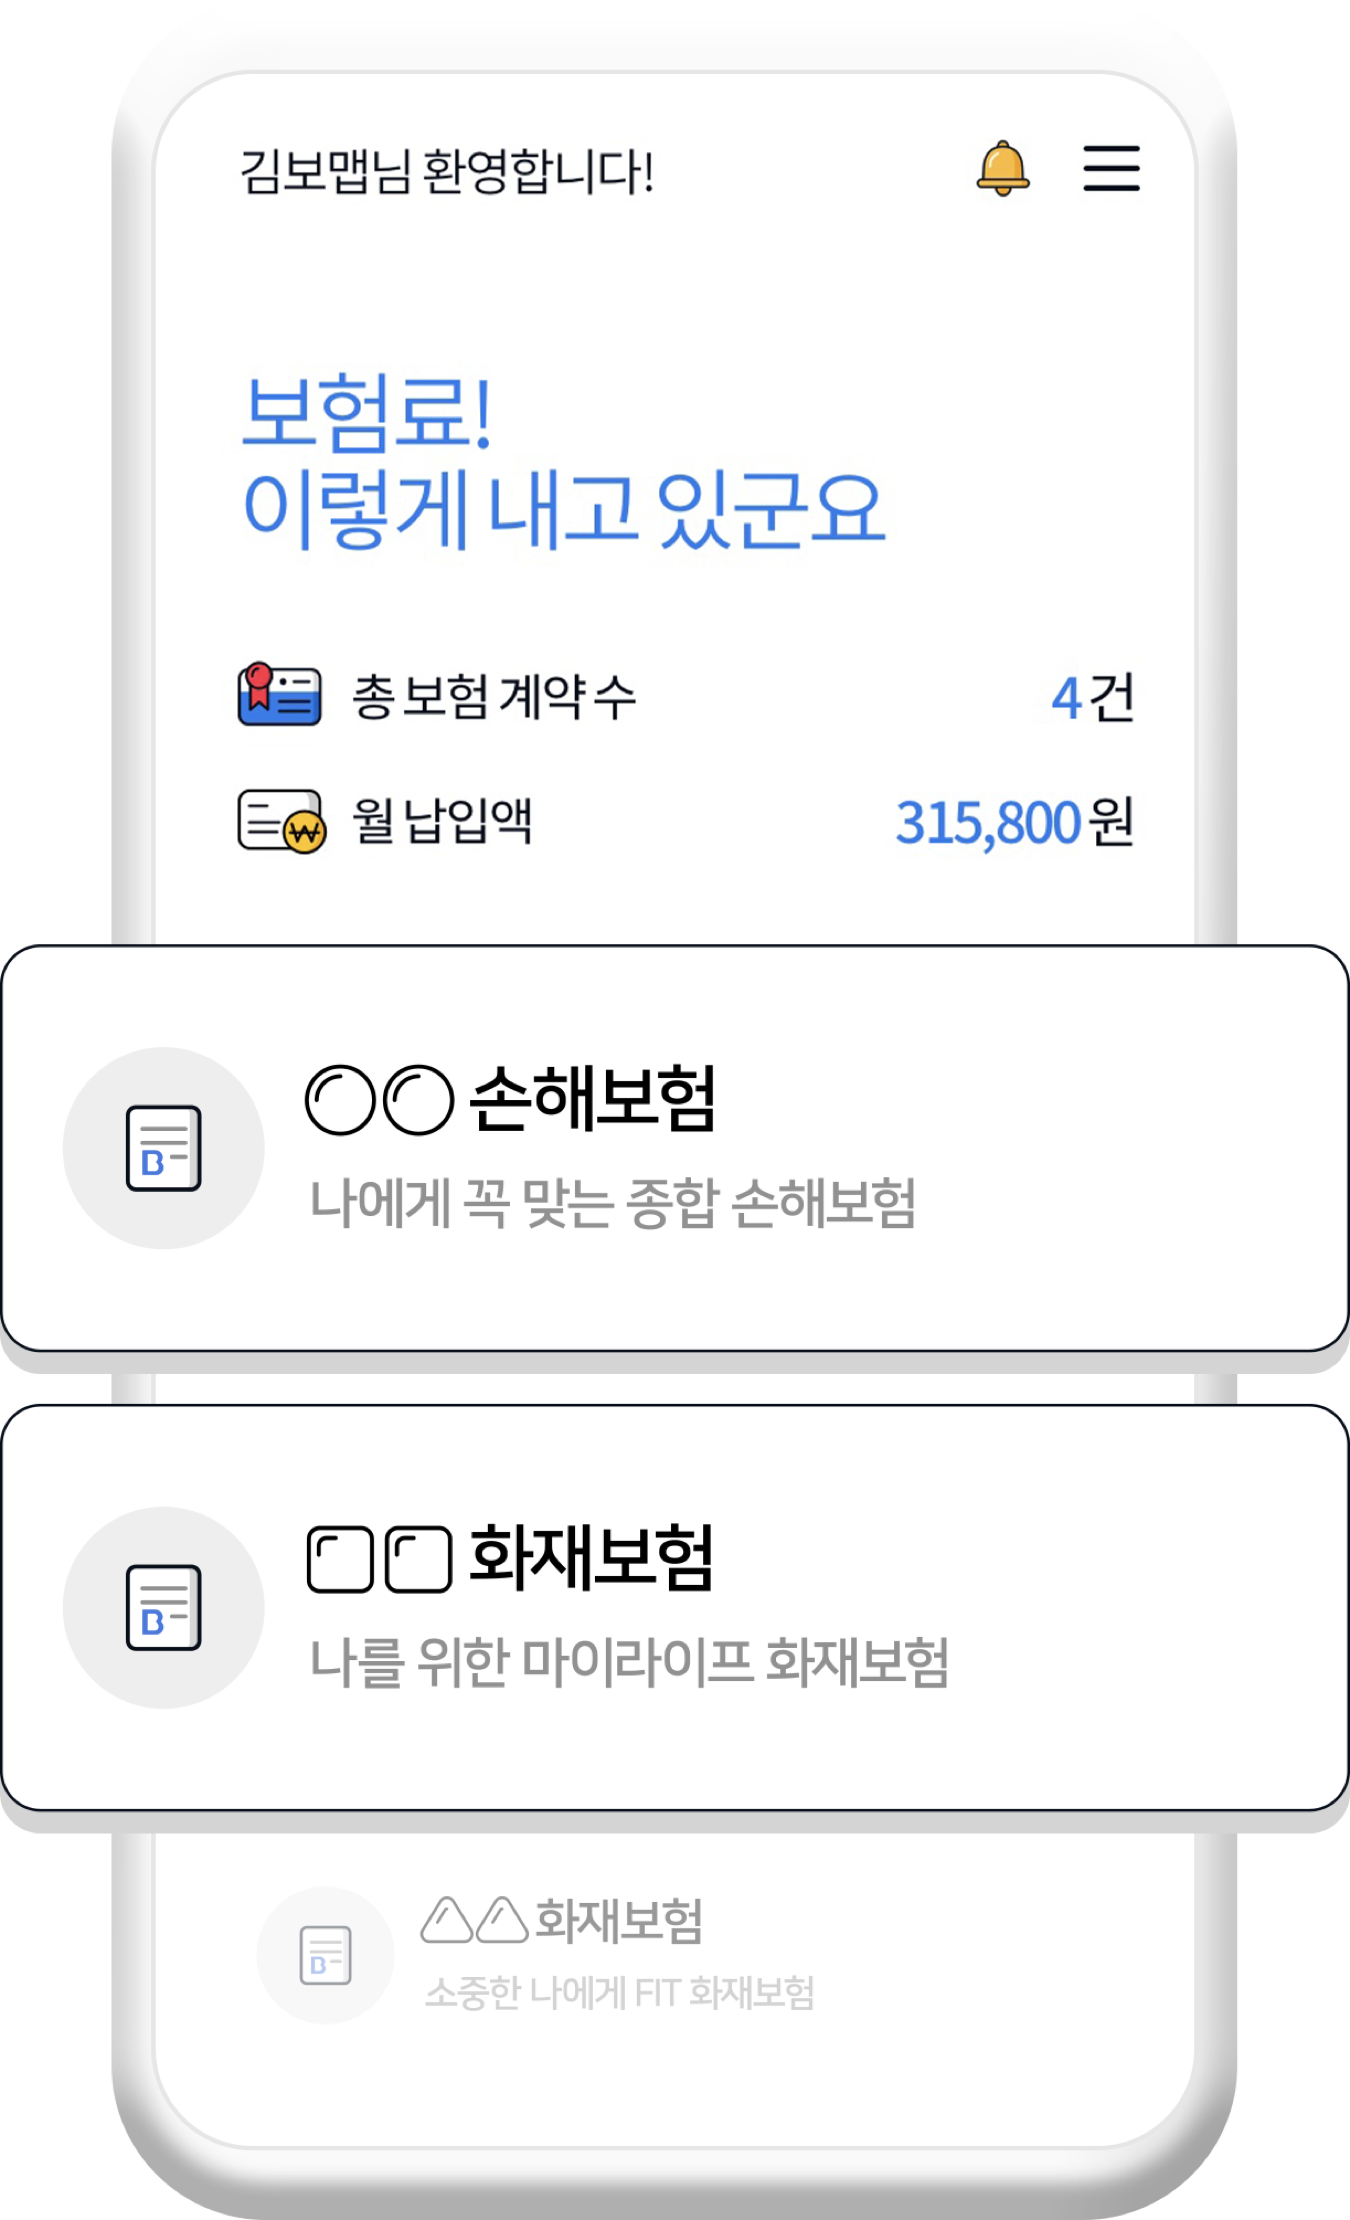 김보맵님 환영합니다!
보험료!
이렇게 내고 있군요
총 보험 계약 수 4건
월 납입액 315,800원
○○ 손해보험
나에게 꼭 맞는 종합 손해보험
□□ 화재보험
나를 위한 마이라이프 화재보험
△△ 화재보험
소중한 나에게 FIT 화재보험